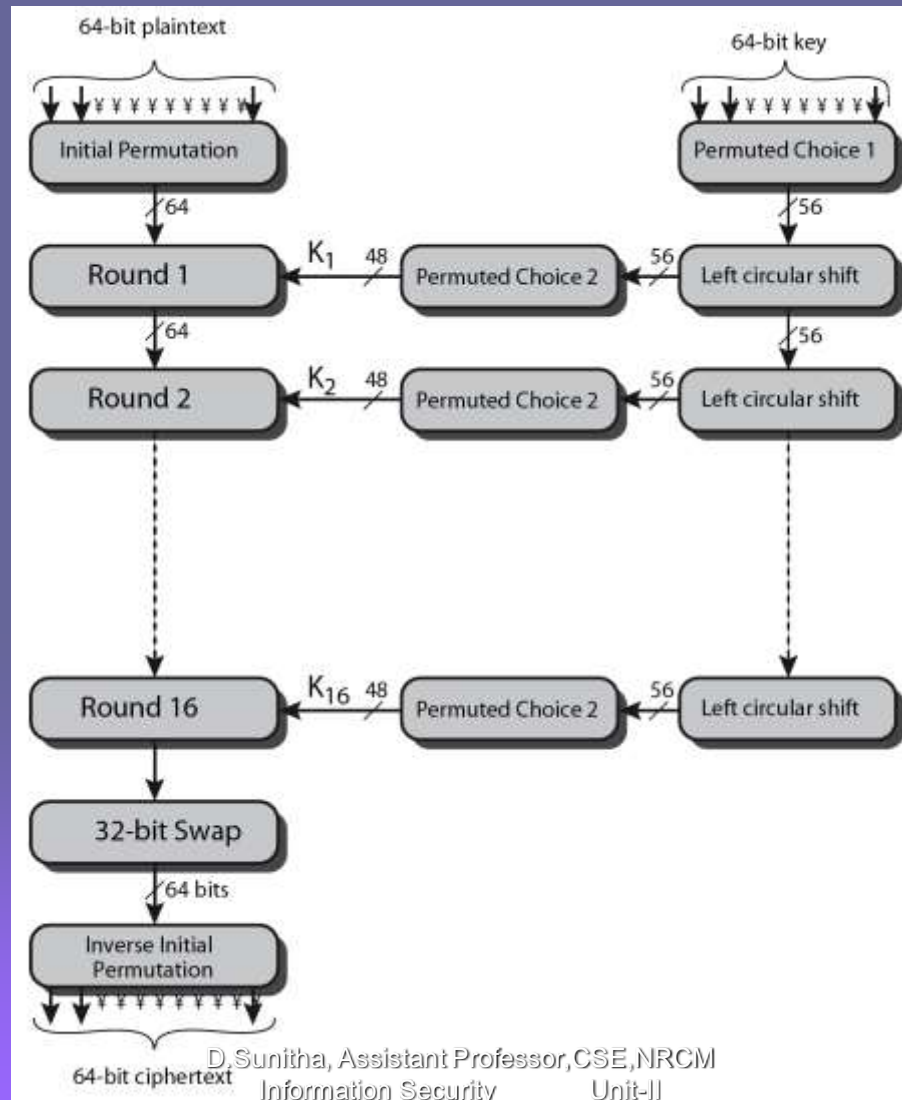 64-bit plaintext
64-bit key
¥ ¥ ¥ ¥ ¥ ¥ ¥ ¥ ¥
¥ ¥ ¥ ¥ ¥ ¥ ¥ ¥
Initial Permutation
Permuted Choice 1
64
56
Round 1
K1 48
Permuted Choice 2
56
Left circular shift
64
56
Round 2
K2 48
Permuted Choice 2
56
Left circular shift
Round 16
K16 48
Permuted Choice 2
56
Left circular shift
32-bit Swap
64 bits
Inverse Initial
Permutation
¥ ¥ ¥ ¥ ¥ ¥ ¥ ¥
64-bit ciphertext
D.Sunitha, Assistant Professor,CSE,NRCM
Information Security Unit-II